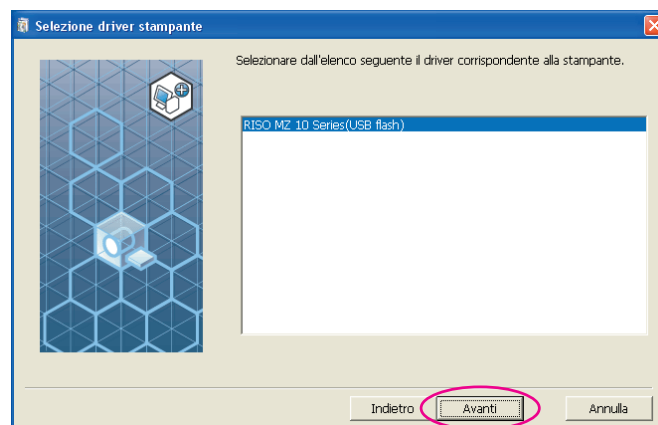 Selezione driver stampante
Selezionare dall'elenco seguente il driver corrispondente alla stampante.
RISO MZ 10 Series(USB flash)
Indietro
Avanti
Annulla